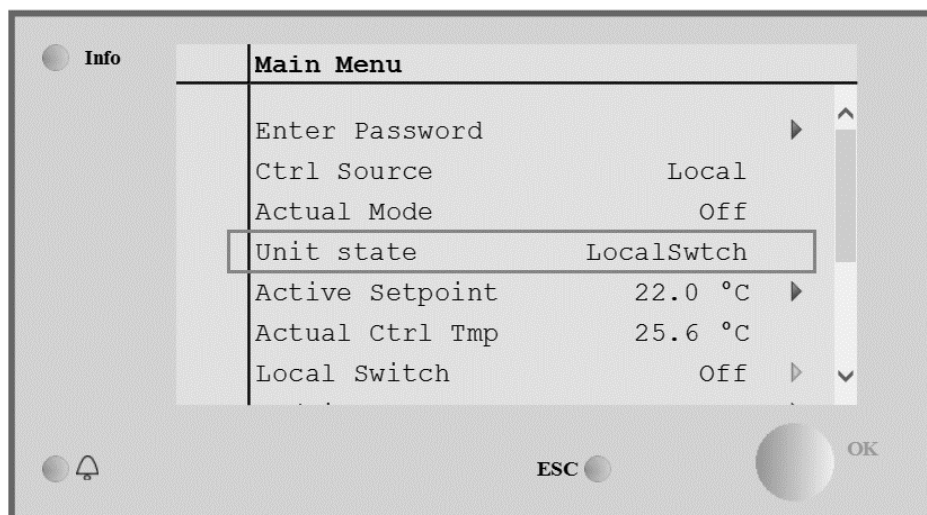 Info
Main Menu
Enter Password
Ctrl Source Local
Actual Mode Off
Unit state LocalSwtch
Active Setpoint 22.0 °C
Actual Ctrl Tmp 25.6 °C
Local Switch Off
ESC
OK